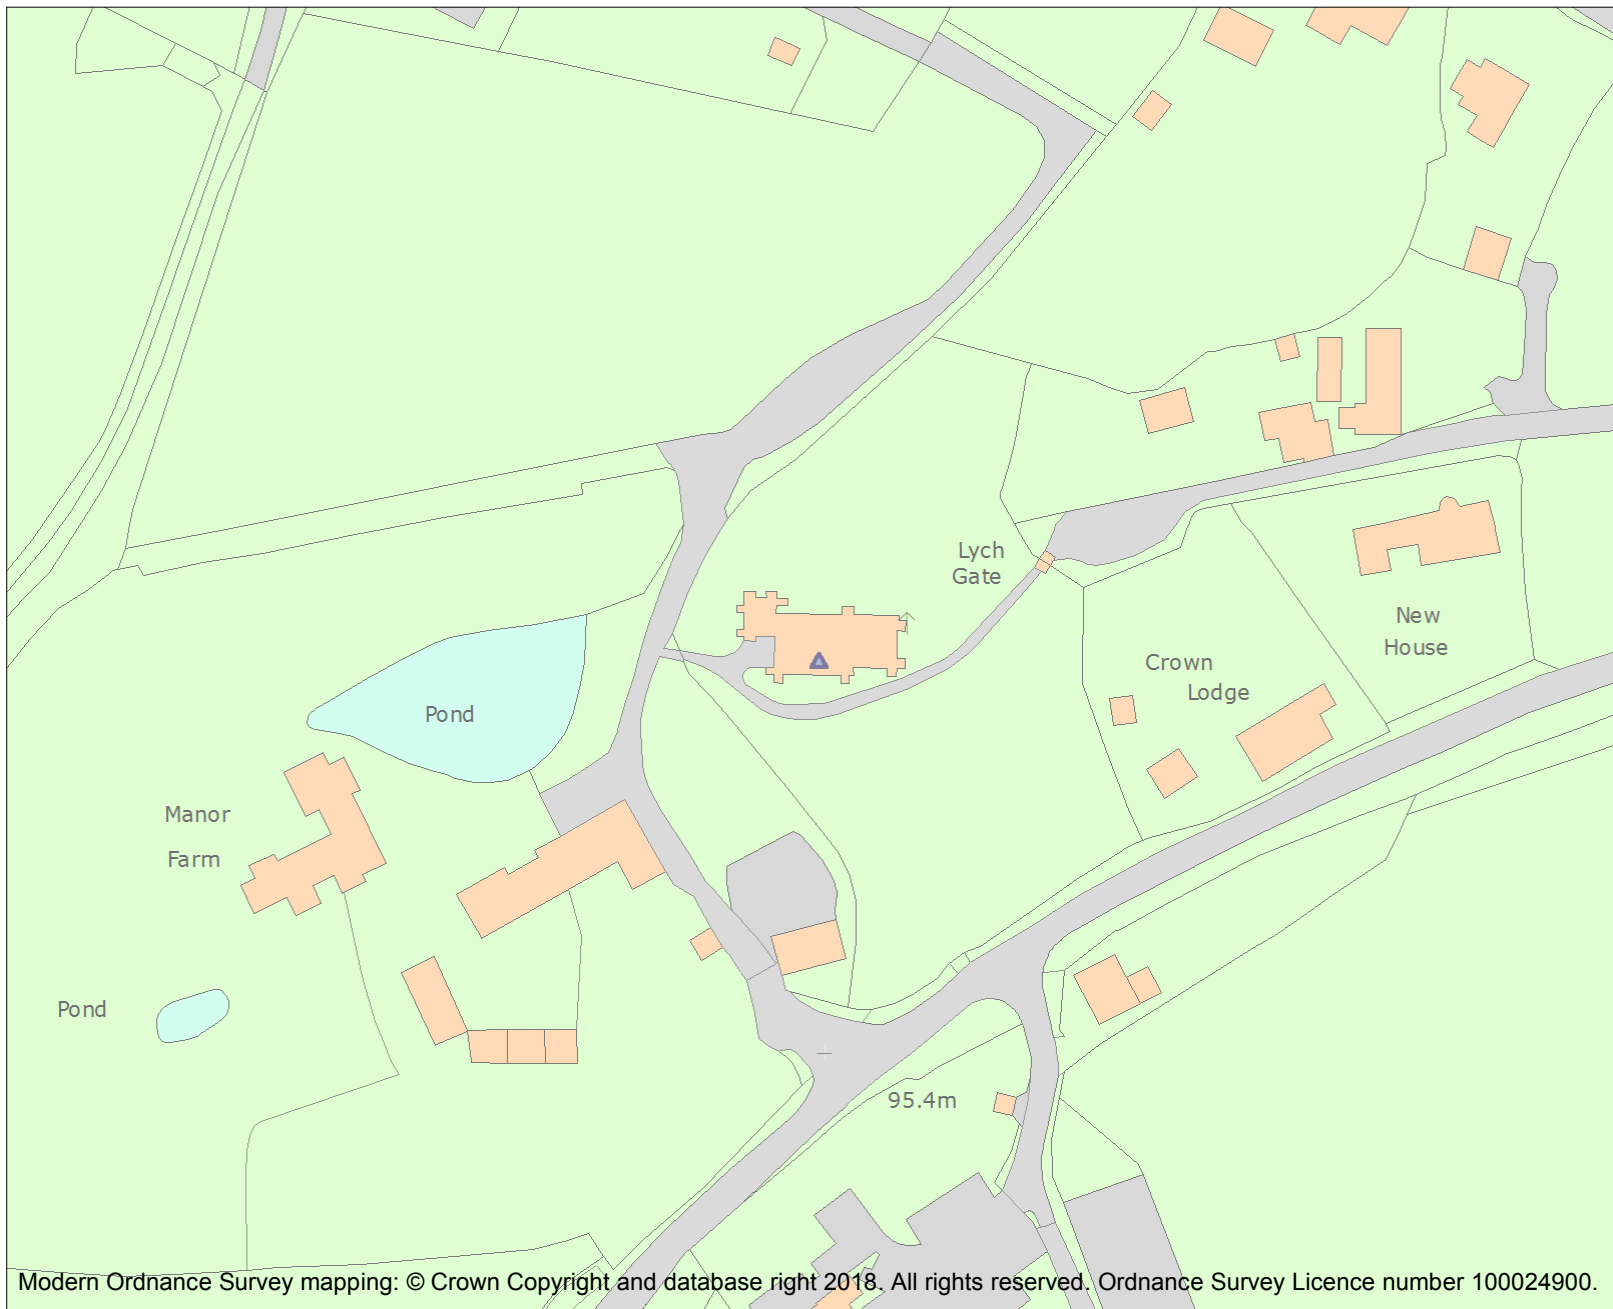 Lych
Gate
New
House
Crown
Lodge
Pond
Manor
Farm
Pond
95.4m
Modern Ordnance Survey mapping: © Crown Copyright and database right 2018. All rights reserved. Ordnance Survey Licence number 100024900.